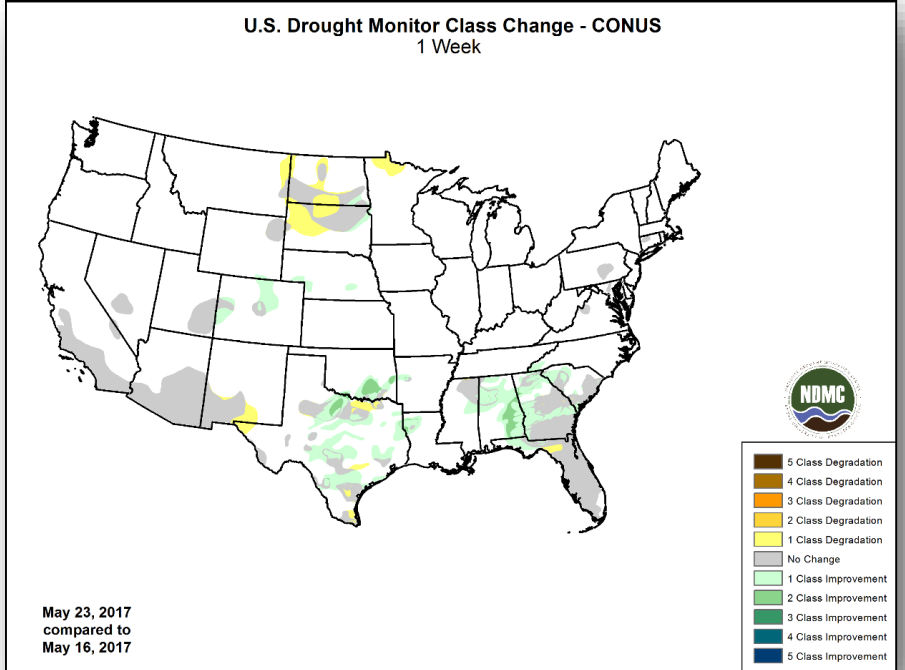 U.S. Drought Monitor Class Change - CONUS
1 Week
NDMC
5 Class Degradation
4 Class Degradation
3 Class Degradation
2 Class Degradation
1 Class Degradation
No Change
1 Class Improvement
2 Class Improvement
3 Class Improvement
4 Class Improvement
5 Class Improvement
May 23, 2017
compared to
May 16, 2017